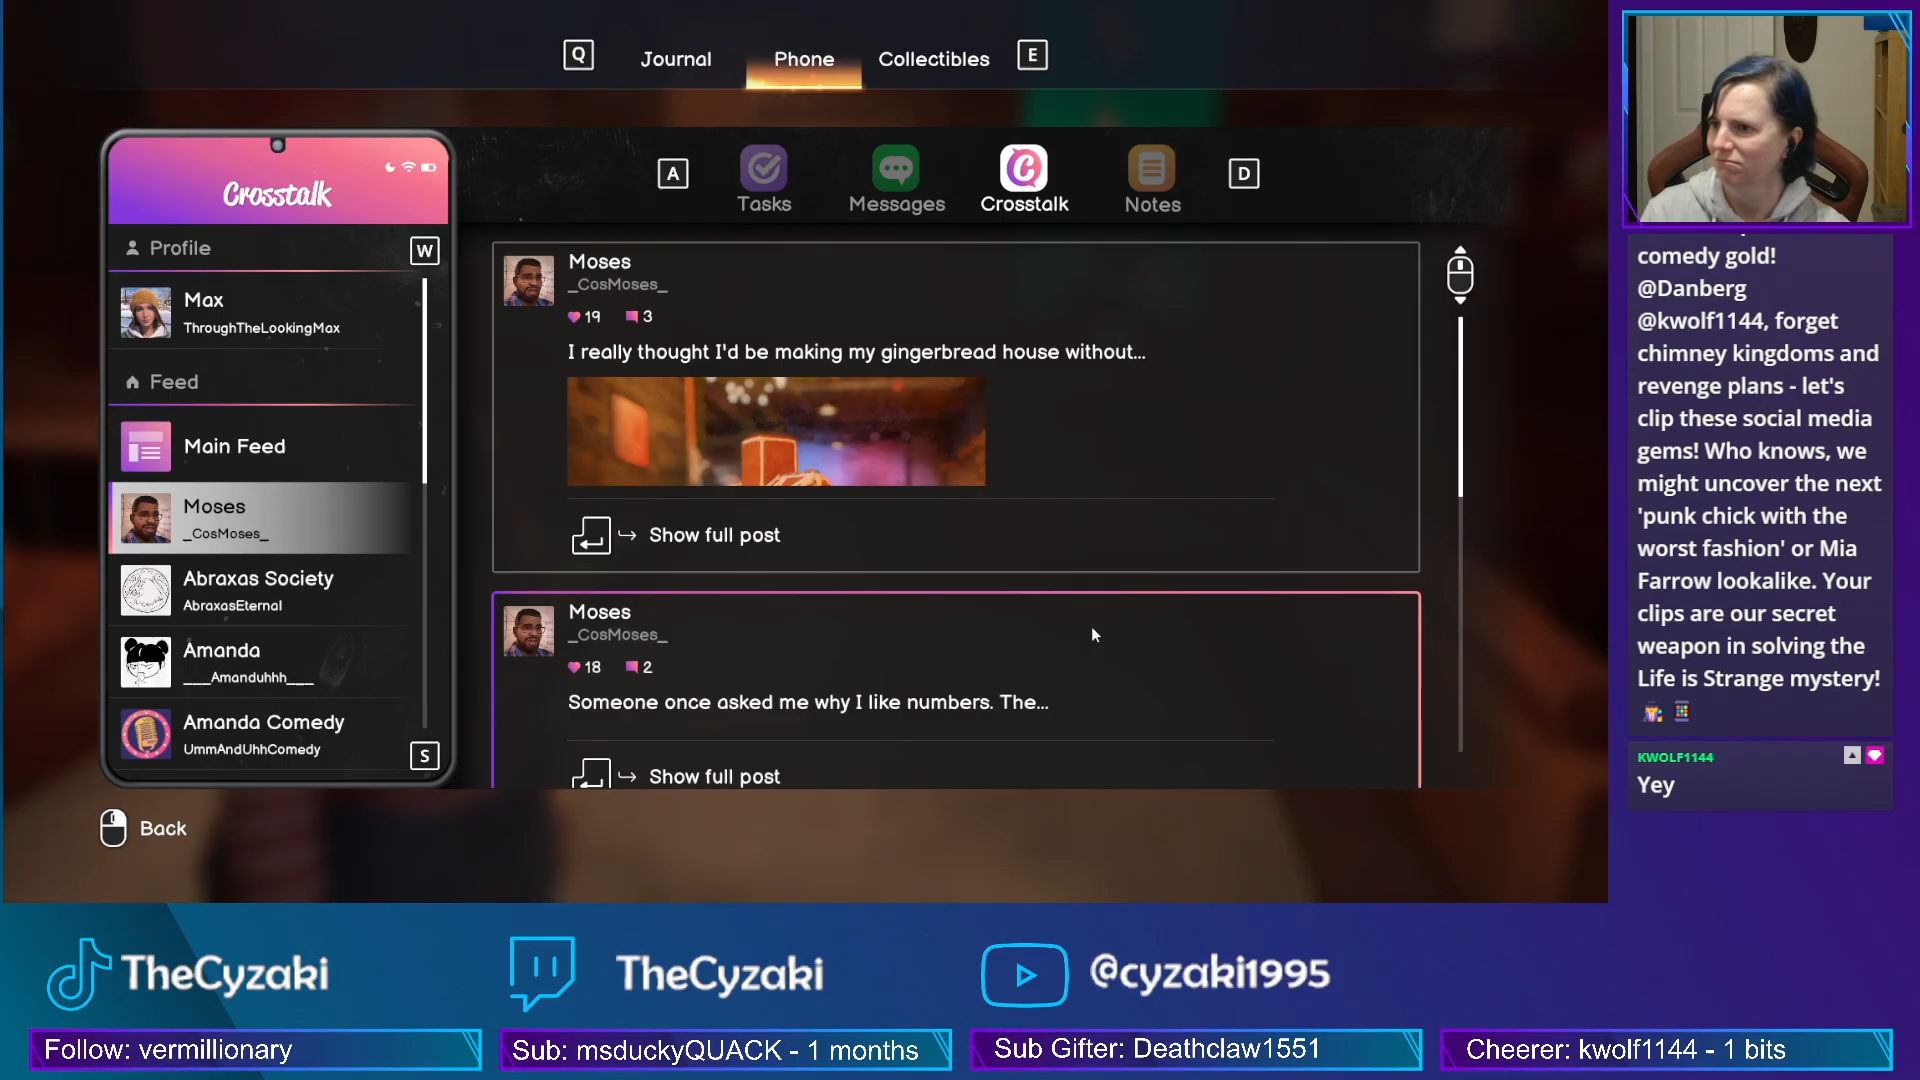 Q
Journal
Phone
Collectibles
E
Crosstalk
Profile
W
Max
ThroughTheLookingMax
Feed
Main Feed
Moses
_CosMoses_
Abraxas Society
AbraxasEternal
Amanda
___Amanduhhh___
Amanda Comedy
UmmAndUhhComedy
S
Back
A
Tasks
Messages
Crosstalk
Notes
D
Moses
_CosMoses_
19 3
I really thought I'd be making my gingerbread house without...
Show full post
Moses
_CosMoses_
18 2
Someone once asked me why I like numbers. The...
Show full post
comedy gold!
@Danberg
@kwolf1144, forget
chimney kingdoms and
revenge plans - let's
clip these social media
gems! Who knows, we
might uncover the next
'punk chick with the
worst fashion' or Mia
Farrow lookalike. Your
clips are our secret
weapon in solving the
Life is Strange mystery!
KWOLF1144
Yey
TheCyzaki
TheCyzaki
@cyzaki1995
Follow: vermillionary
Sub: msduckyQUACK - 1 months
Sub Gifter: Deathclaw1551
Cheerer: kwolf1144 - 1 bits